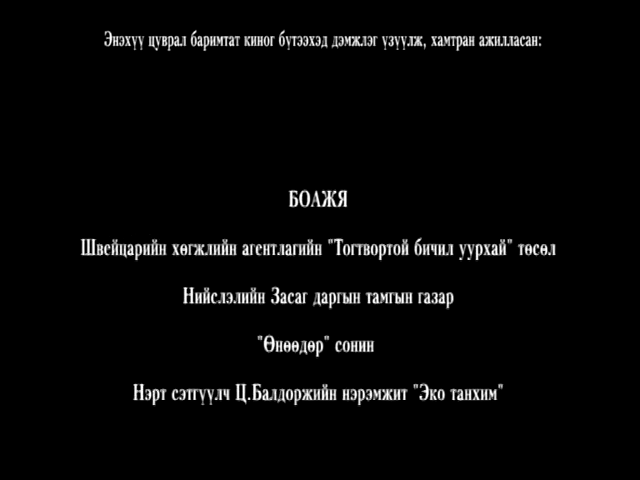 Энэхүү цуврал баримтат киног бүтээхэд дэмжлэг үзүүлж, хамтран ажилласан:
БОАЖЯ
Швейцарийн хөгжлийн агентлагийн "Тогтвортой бичил уурхай" төсөл
Нийслэлийн Засаг даргын тамгын газар
"Өнөөдөр" сонин
Нэрт сэтгүүлч Ц.Балдоржийн нэрэмжит "Эко танхим"